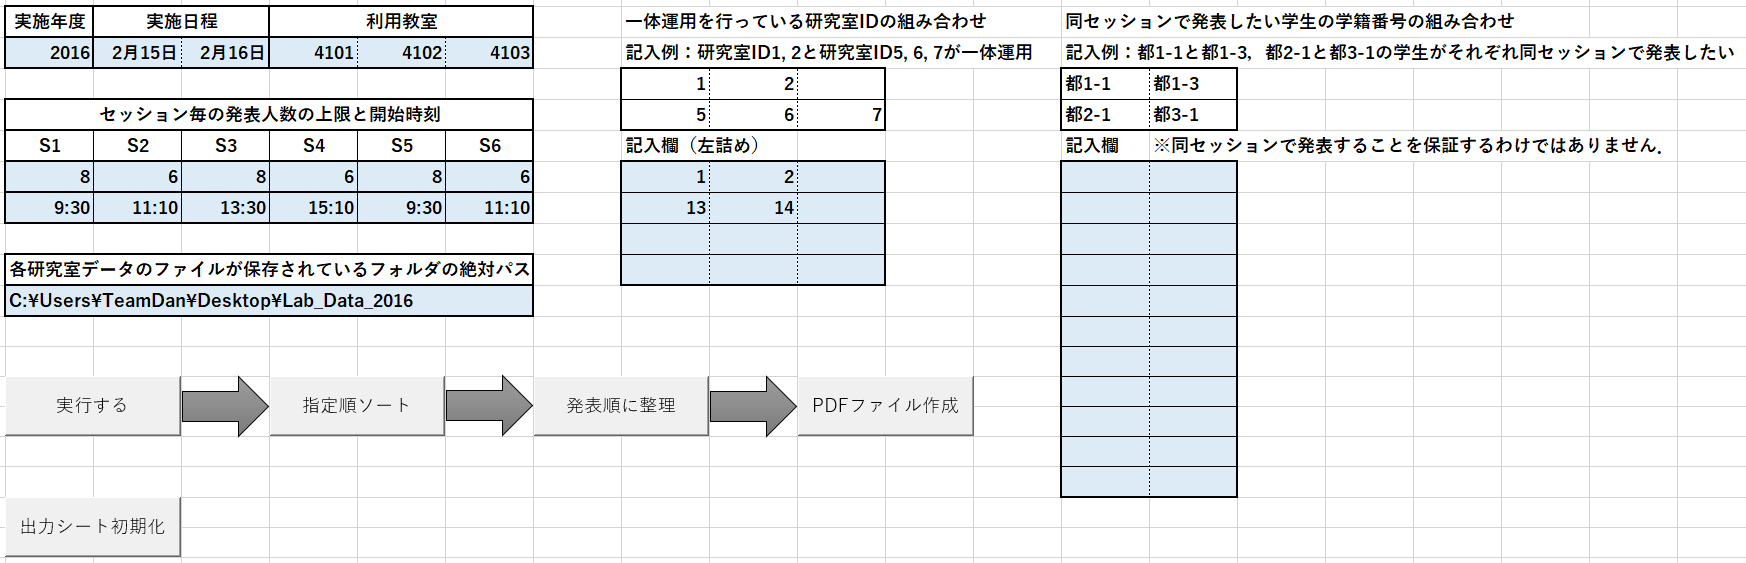 実施年度 実施日程 利用教室
2016 2月15日 2月16日 4101 4102 4103
セッション毎の発表人数の上限と開始時刻
S1 S2 S3 S4 S5 S6
8 6 8 6 8 6
9:30 11:10 13:30 15:10 9:30 11:10
各研究室データのファイルが保存されているフォルダの絶対パス
C:¥Users¥TeamDan¥Desktop¥Lab_Data_2016
一体運用を行っている研究室IDの組み合わせ
記入例：研究室ID1, 2と研究室ID5, 6, 7が一体運用
1 2
5 6 7
記入欄（左詰め）
1 2
13 14
同セッションで発表したい学生の学籍番号の組み合わせ
記入例：都1-1と都1-3，都2-1と都3-1の学生がそれぞれ同セッションで発表したい
都1-1 都1-3
都2-1 都3-1
記入欄 ※同セッションで発表することを保証するわけではありません．
実行する 指定順ソート 発表順に整理 PDFファイル作成
出力シート初期化